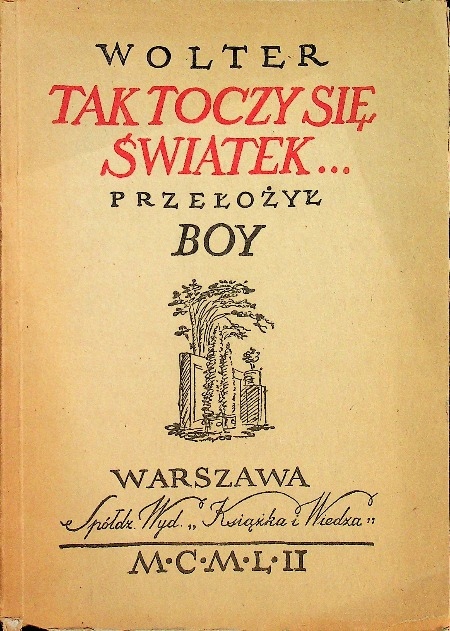 WOLTER
TAK TOCZY SIĘ
ŚWIATEK...
PRZEŁOŻYŁ
BOY
WARSZAWA
Spółdz. Wyd. „Książka i Wiedza"
M·C·M·L·II